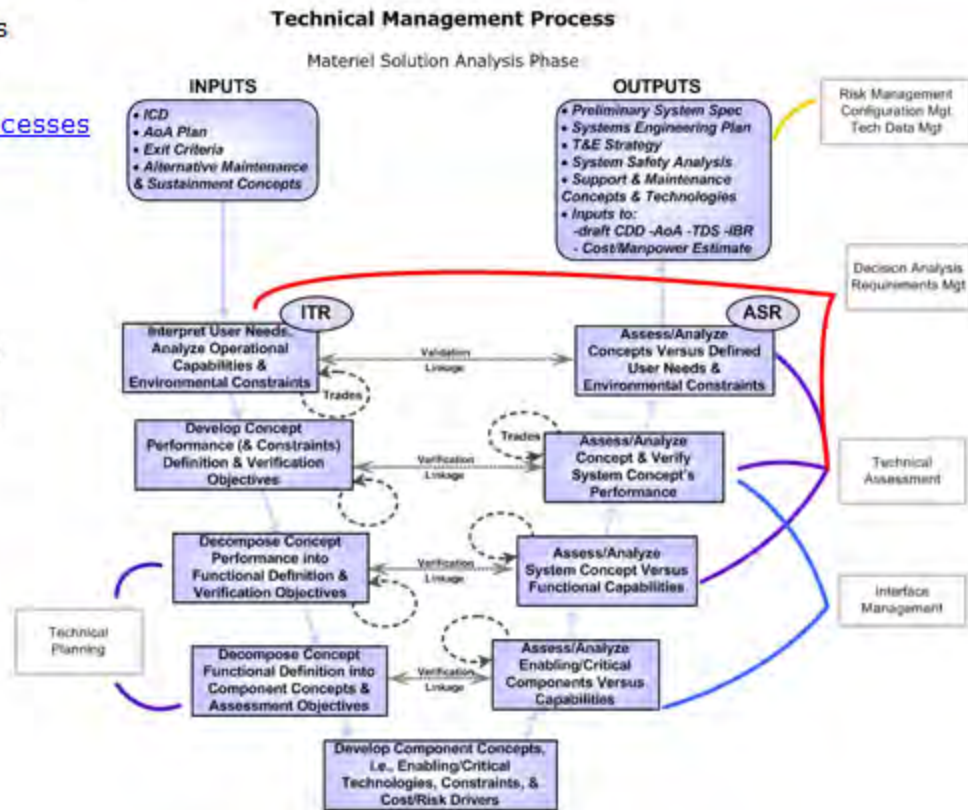 Technical Management Process
s
Materiel Solution Analysis Phase
cesses
INPUTS
• ICD
• AoA Plan
• Exit Criteria
• Alternative Maintenance
& Sustainment Concepts
OUTPUTS
• Preliminary System Spec
• Systems Engineering Plan
• T&E Strategy
• System Safety Analysis
• Support & Maintenance
Concepts & Technologies
• Inputs to:
-draft CDD -AoA -TDS -IBR
- Cost/Manpower Estimate
Risk Management
Configuration Mgt
Tech Data Mgt
Decision Analysis
Requirements Mgt
ITR
Interpret User Needs,
Analyze Operational
Capabilities &
Environmental Constraints
Validation
Linkage
ASR
Assess/Analyze
Concepts Versus Defined
User Needs &
Environmental Constraints
Trades
Develop Concept
Performance (& Constraints)
Definition & Verification
Objectives
Verification
Linkage
Trades
Assess/Analyze
Concept & Verify
System Concept's
Performance
Technical
Assessment
Decompose Concept
Performance into
Functional Definition &
Verification Objectives
Verification
Linkage
Assess/Analyze
System Concept Versus
Functional Capabilities
Interface
Management
Technical
Planning
Decompose Concept
Functional Definition into
Component Concepts &
Assessment Objectives
Verification
Linkage
Assess/Analyze
Enabling/Critical
Components Versus
Capabilities
Develop Component Concepts,
i.e., Enabling/Critical
Technologies, Constraints, &
Cost/Risk Drivers